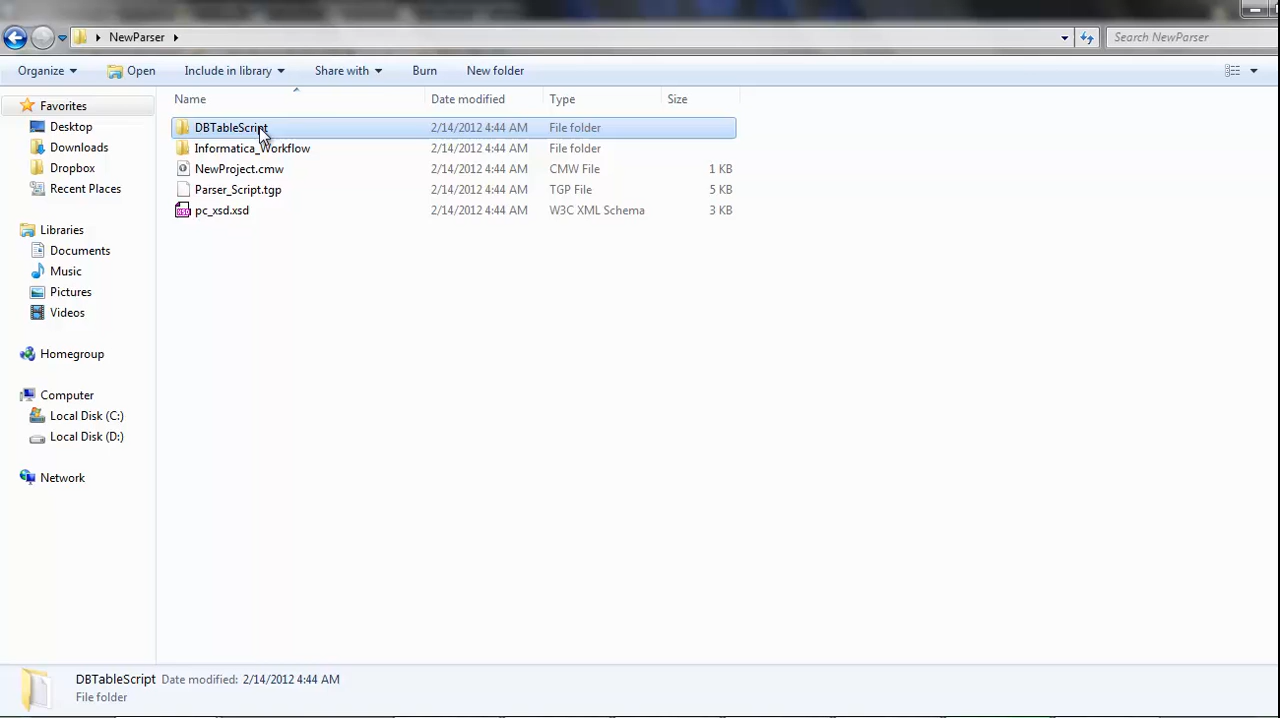 NewParser
Search NewParser
Organize Open Include in library Share with Burn New folder
Name Date modified Type Size
Favorites
Desktop
Downloads
Dropbox
Recent Places
Libraries
Documents
Music
Pictures
Videos
Homegroup
Computer
Local Disk (C:)
Local Disk (D:)
Network
DBTableScript 2/14/2012 4:44 AM File folder
Informatica_Workflow 2/14/2012 4:44 AM File folder
NewProject.cmw 2/14/2012 4:44 AM CMW File 1 KB
Parser_Script.tgp 2/14/2012 4:44 AM TGP File 5 KB
pc_xsd.xsd 2/14/2012 4:44 AM W3C XML Schema 3 KB
DBTableScript Date modified: 2/14/2012 4:44 AM
File folder